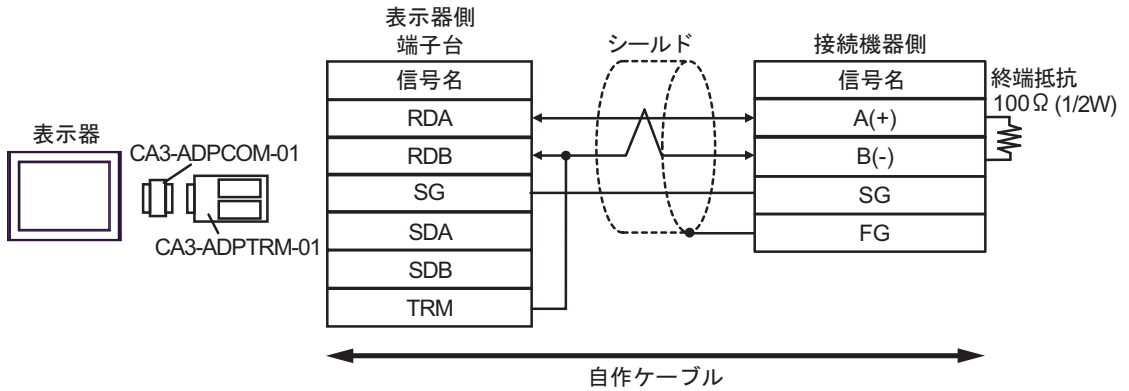 表示器
CA3-ADPCOM-01
CA3-ADPTRM-01
表示器側
端子台
信号名
RDA
RDB
SG
SDA
SDB
TRM
シールド
接続機器側
信号名
A(+)
B(-)
SG
FG
終端抵抗
100Ω (1/2W)
自作ケーブル